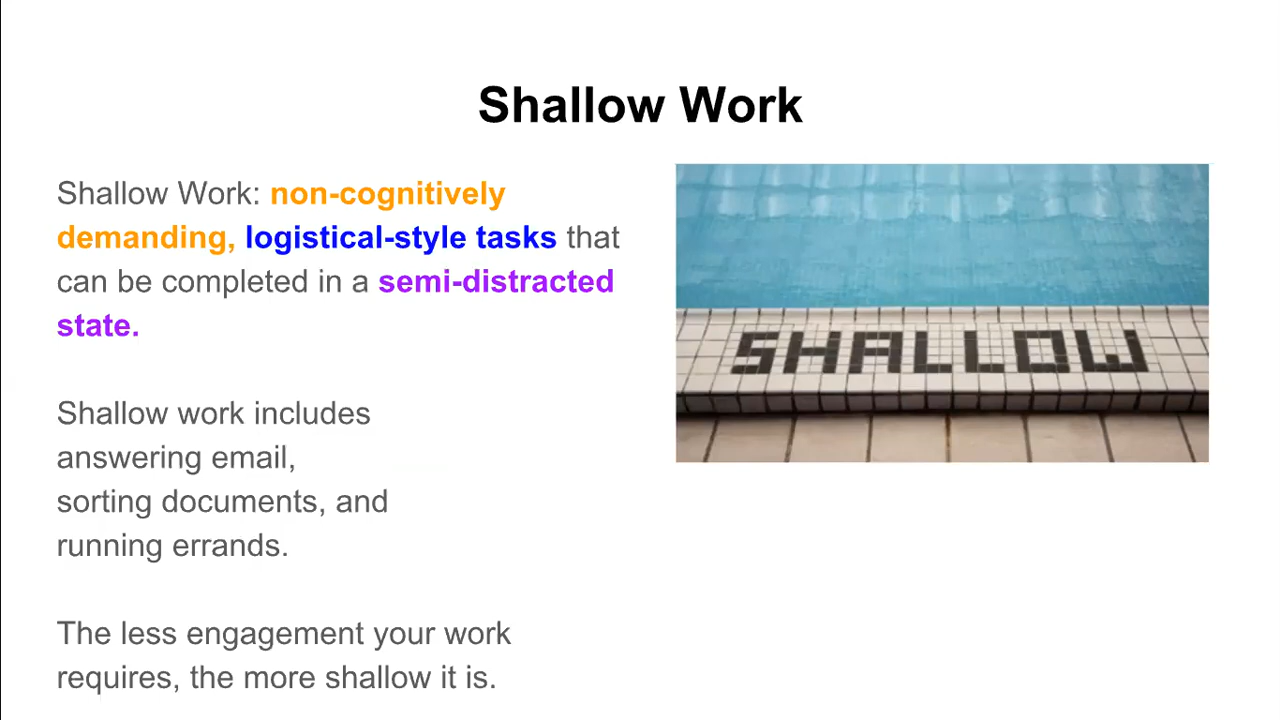 Shallow Work
Shallow Work: non-cognitively
demanding, logistical-style tasks that
can be completed in a semi-distracted
state.
Shallow work includes
answering email,
sorting documents, and
running errands.
The less engagement your work
requires, the more shallow it is.
SHALLOW